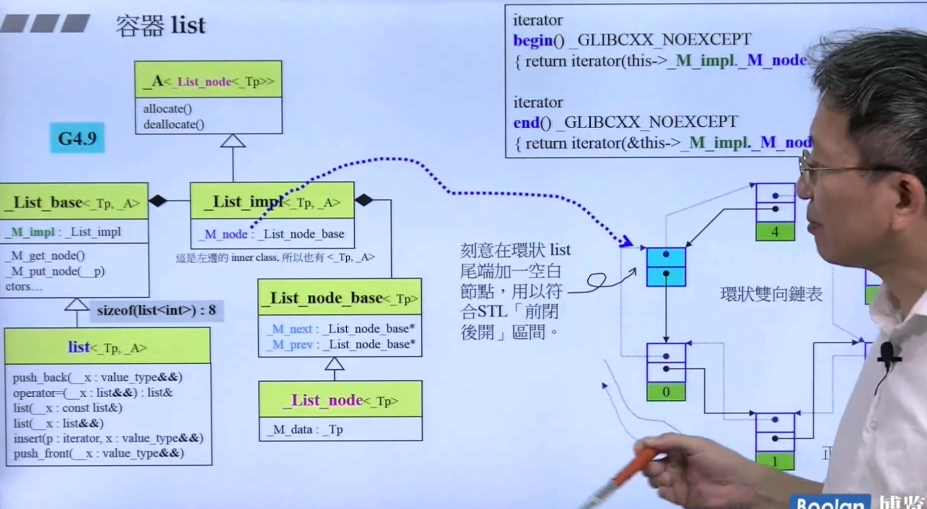 容器 list
iterator
begin() _GLIBCXX_NOEXCEPT
{ return iterator(this->_M_impl._M_node.
iterator
end() _GLIBCXX_NOEXCEPT
{ return iterator(&this->_M_impl._M_nod
_A<_List_node<_Tp>>
allocate()
deallocate()
G4.9
_List_base<_Tp, _A>
_M_impl : _List_impl
_M_get_node()
_M_put_node(__p)
ctors…
_List_impl<_Tp, _A>
_M_node : _List_node_base
這是左邊的 inner class, 所以也有 <_Tp, _A>
_List_node_base<_Tp>
_M_next : _List_node_base*
_M_prev : _List_node_base*
_List_node<_Tp>
_M_data : _Tp
sizeof(list<int>) : 8
list<_Tp, _A>
push_back(__x : value_type&&)
operator=(__x : list&&) : list&
list(__x : const list&)
list(__x : list&&)
insert(p : iterator, x : value_type&&)
push_front(__x : value_type&&)
刻意在環狀 list
尾端加一空白
節點，用以符
合STL「前閉
後開」區間。
環狀雙向鏈表
4
0
1
正
Boolan 博览